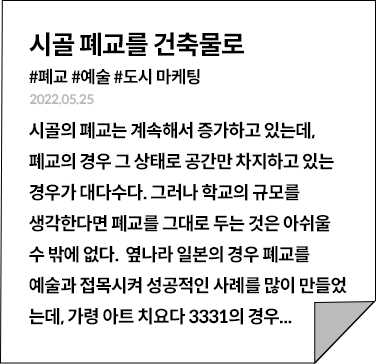 시골 폐교를 건축물로
#폐교 #예술 #도시 마케팅
2022.05.25
시골의 폐교는 계속해서 증가하고 있는데,
폐교의 경우 그 상태로 공간만 차지하고 있는
경우가 대다수다. 그러나 학교의 규모를
생각한다면 폐교를 그대로 두는 것은 아쉬울
수 밖에 없다. 옆나라 일본의 경우 폐교를
예술과 접목시켜 성공적인 사례를 많이 만들었
는데, 가령 아트 치요다 3331의 경우...